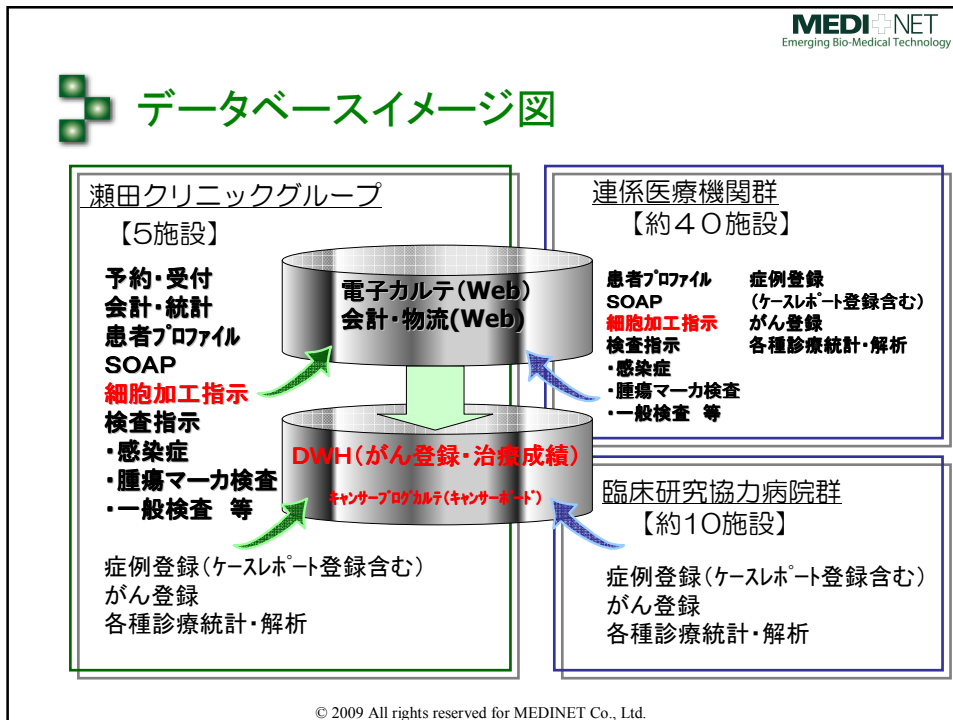 MEDI NET
Emerging Bio-Medical Technology
データベースイメージ図
瀬田クリニックグループ
【5施設】
予約・受付
会計・統計
患者ﾌﾟﾛﾌｧｲﾙ
SOAP
細胞加工指示
検査指示
・感染症
・腫瘍マーカ検査
・一般検査 等
症例登録(ｹｰｽﾚﾎﾟｰﾄ登録含む)
がん登録
各種診療統計・解析
電子カルテ(Web)
会計・物流(Web)
DWH(がん登録・治療成績)
ｷｬﾝｻｰﾌﾞﾛｸﾞｶﾙﾃ(ｷｬﾝｻｰﾎﾞｰﾄﾞ)
連係医療機関群
【約４０施設】
患者ﾌﾟﾛﾌｧｲﾙ
SOAP
細胞加工指示
検査指示
・感染症
・腫瘍マーカ検査
・一般検査 等
症例登録
(ｹｰｽﾚﾎﾟｰﾄ登録含む)
がん登録
各種診療統計・解析
臨床研究協力病院群
【約10施設】
症例登録(ｹｰｽﾚﾎﾟｰﾄ登録含む)
がん登録
各種診療統計・解析
© 2009 All rights reserved for MEDINET Co., Ltd.